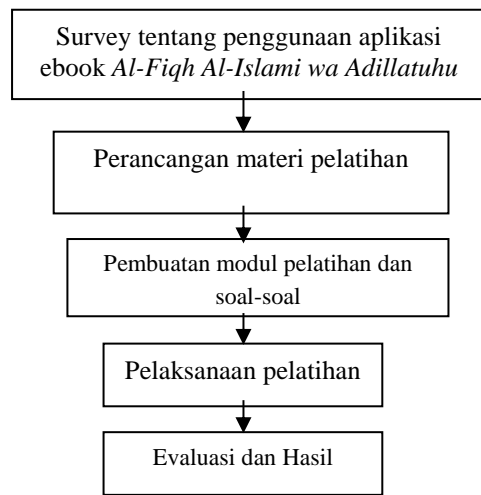 Survey tentang penggunaan aplikasi
ebook Al-Fiqh Al-Islami wa Adillatuhu
Perancangan materi pelatihan
Pembuatan modul pelatihan dan
soal-soal
Pelaksanaan pelatihan
Evaluasi dan Hasil